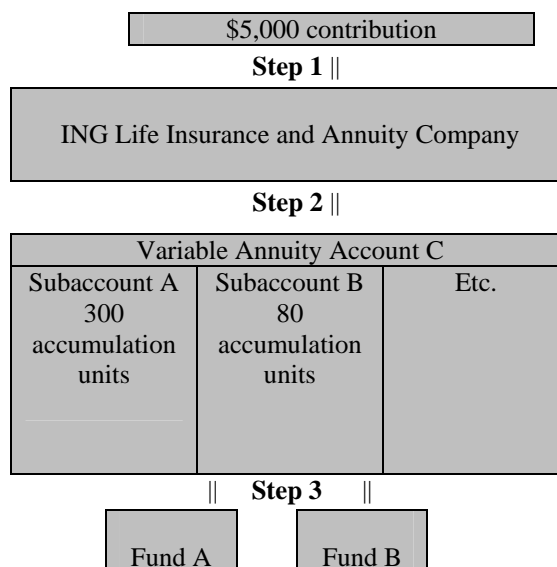 $5,000 contribution
Step 1 ||
ING Life Insurance and Annuity Company
Step 2 ||
Variable Annuity Account C
Subaccount A
300
accumulation
units
Subaccount B
80
accumulation
units
Etc.
|| Step 3 ||
Fund A
Fund B